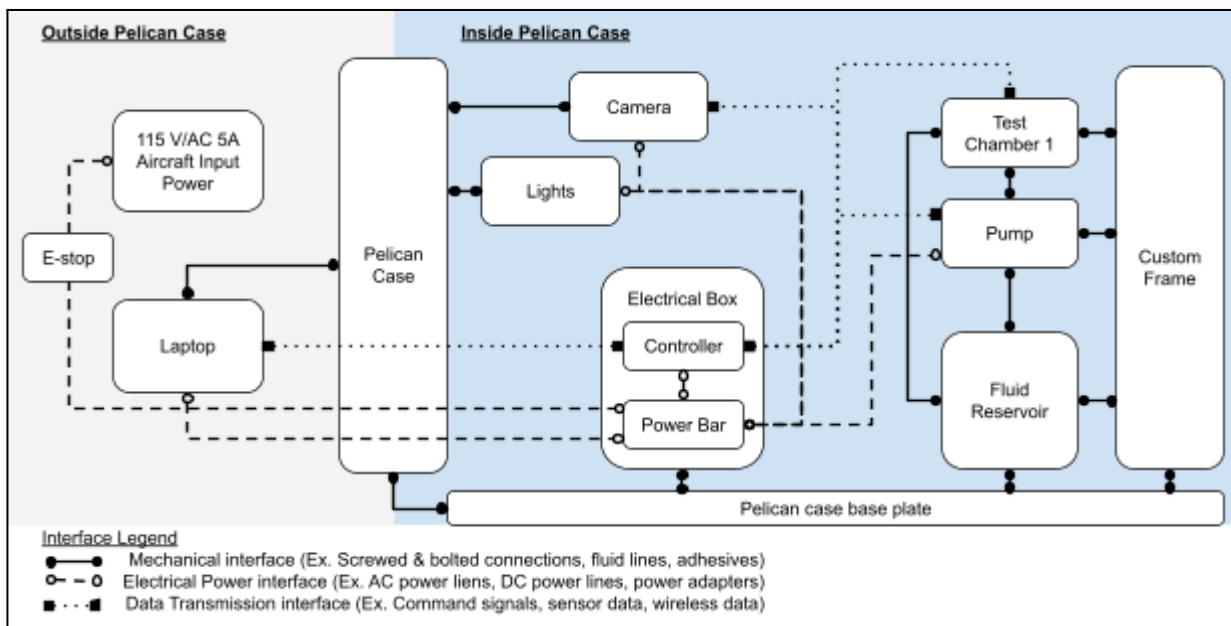 Outside Pelican Case
Inside Pelican Case
115 V/AC 5A
Aircraft Input
Power
E-stop
Laptop
Pelican
Case
Camera
Lights
Electrical Box
Controller
Power Bar
Test
Chamber 1
Pump
Fluid
Reservoir
Custom
Frame
Pelican case base plate
Interface Legend
Mechanical interface (Ex. Screwed & bolted connections, fluid lines, adhesives)
Electrical Power interface (Ex. AC power liens, DC power lines, power adapters)
Data Transmission interface (Ex. Command signals, sensor data, wireless data)